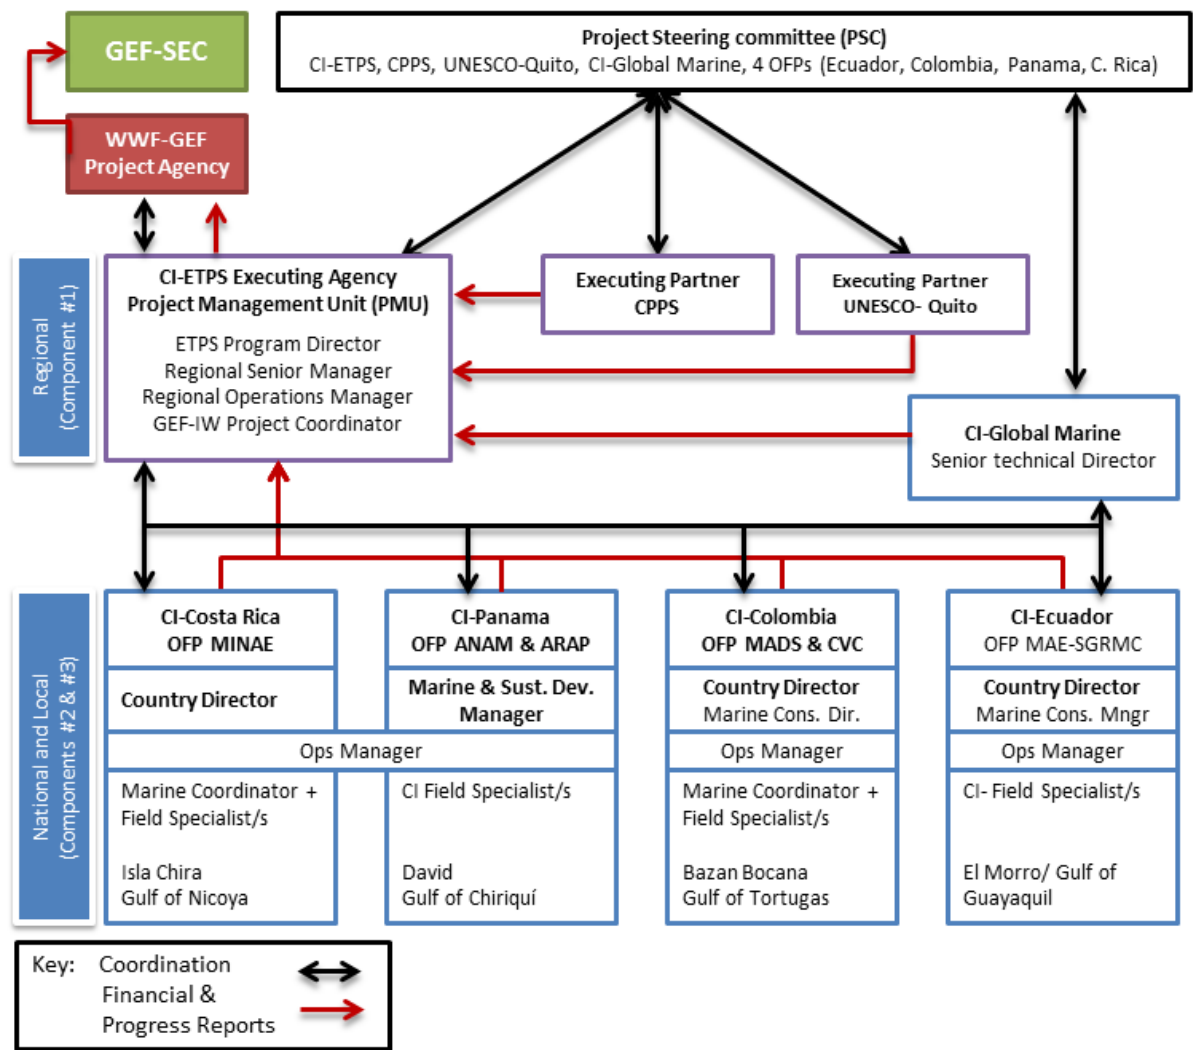 GEF-SEC
Project Steering committee (PSC)
CI-ETPS, CPPS, UNESCO-Quito, CI-Global Marine, 4 OFPs (Ecuador, Colombia, Panama, C. Rica)
WWF-GEF
Project Agency
Regional
(Component #1)
CI-ETPS Executing Agency
Project Management Unit (PMU)
ETPS Program Director
Regional Senior Manager
Regional Operations Manager
GEF-IW Project Coordinator
Executing Partner
CPPS
Executing Partner
UNESCO- Quito
CI-Global Marine
Senior technical Director
National and Local
(Components #2 & #3)
CI-Costa Rica
OFP MINAE
Country Director
CI-Panama
OFP ANAM & ARAP
Marine & Sust. Dev.
Manager
Ops Manager
Marine Coordinator +
Field Specialist/s
Isla Chira
Gulf of Nicoya
CI Field Specialist/s
David
Gulf of Chiriquí
CI-Colombia
OFP MADS & CVC
Country Director
Marine Cons. Dir.
Ops Manager
Marine Coordinator +
Field Specialist/s
Bazan Bocana
Gulf of Tortugas
CI-Ecuador
OFP MAE-SGRMC
Country Director
Marine Cons. Mngr
Ops Manager
CI- Field Specialist/s
El Morro/ Gulf of
Guayaquil
Key: Coordination
Financial &
Progress Reports